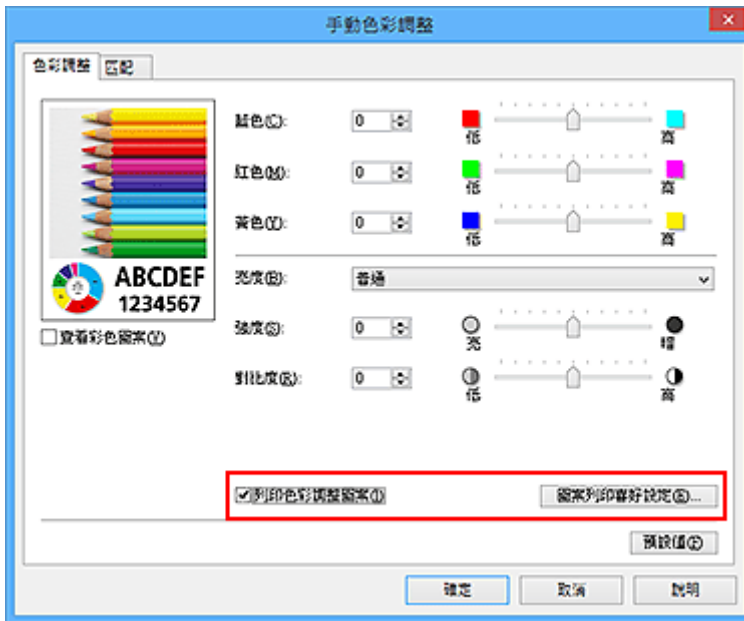 手動色彩調整
色彩調整 匹配
ABCDEF
1234567
查看彩色圖案(V)
藍色(C): 0 低 高
紅色(M): 0 低 高
黃色(Y): 0 低 高
亮度(B): 普通
強度(S): 0 亮 暗
對比度(R): 0 低 高
列印色彩調整圖案(I) 圖案列印喜好設定(E)...
預設值(F)
確定 取消 說明